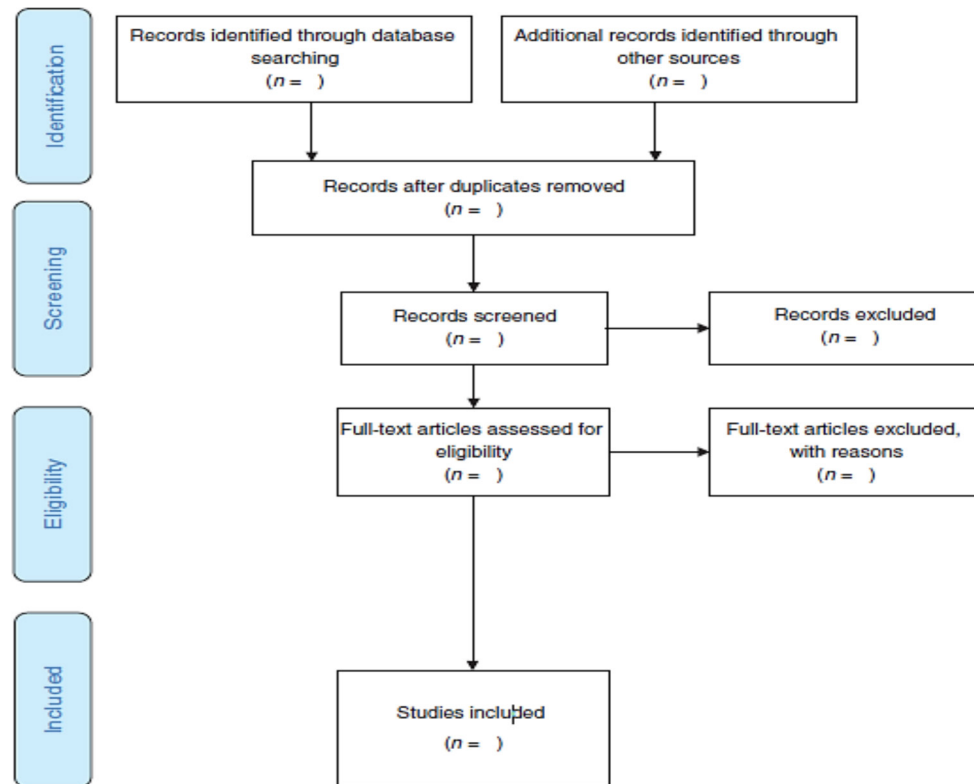 Identification
Records identified through database
searching
(n =   )
Additional records identified through
other sources
(n =   )
Records after duplicates removed
(n =   )
Screening
Records screened
(n =   )
Records excluded
(n =   )
Eligibility
Full-text articles assessed for
eligibility
(n =   )
Full-text articles excluded,
with reasons
(n =   )
Included
Studies included
(n =   )